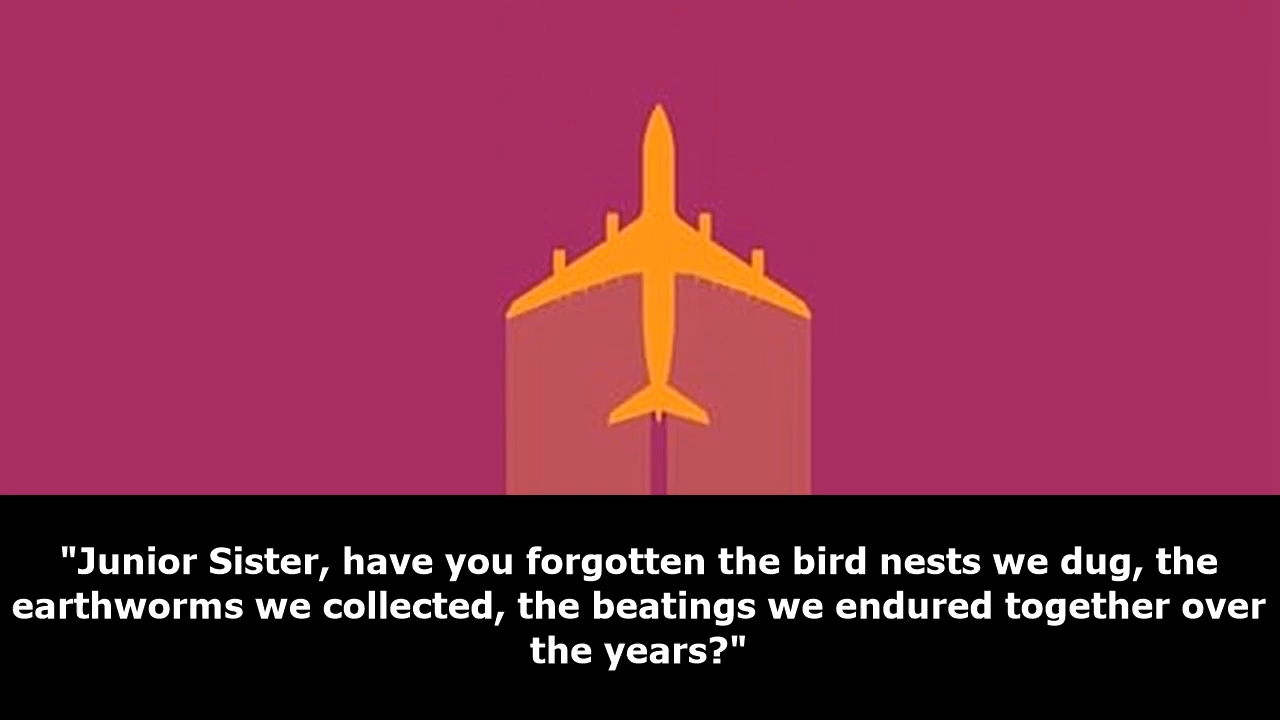 "Junior Sister, have you forgotten the bird nests we dug, the
earthworms we collected, the beatings we endured together over
the years?"